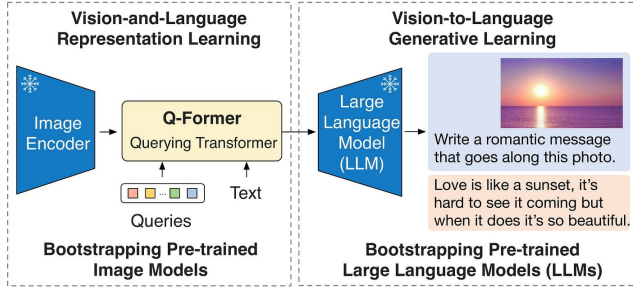 Vision-and-Language
Representation Learning
Vision-to-Language
Generative Learning
Image
Encoder
Q-Former
Querying Transformer
...
Queries
Text
Large
Language
Model
(LLM)
Write a romantic message
that goes along this photo.
Love is like a sunset, it's
hard to see it coming but
when it does it's so beautiful.
Bootstrapping Pre-trained
Image Models
Bootstrapping Pre-trained
Large Language Models (LLMs)